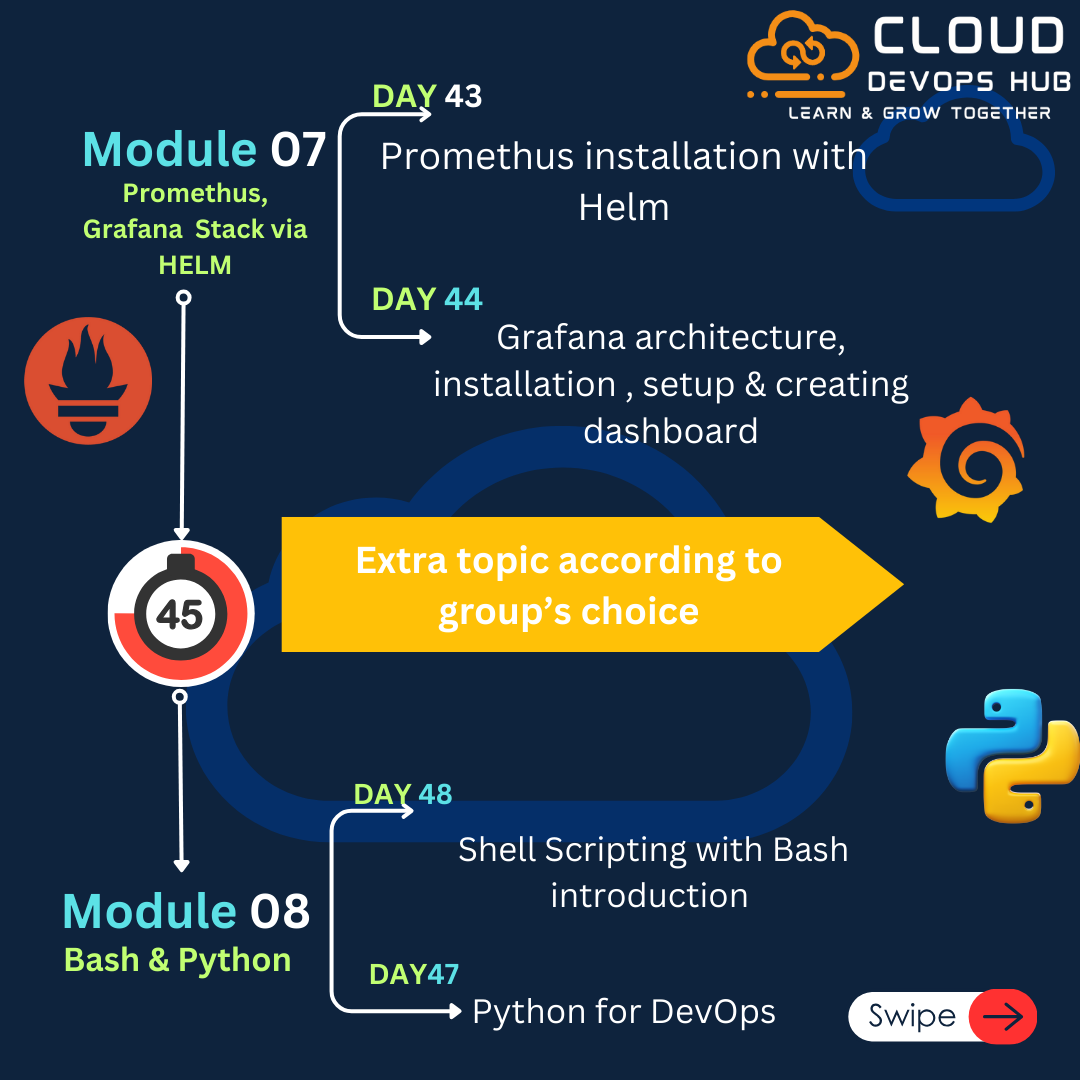 CLOUD
DEVOPS HUB
LEARN & GROW TOGETHER
Module 07
Promethus,
Grafana Stack via
HELM
DAY 43
Promethus installation with
Helm
DAY 44
Grafana architecture,
installation , setup & creating
dashboard
45
Extra topic according to
group’s choice
Module 08
Bash & Python
DAY 48
Shell Scripting with Bash
introduction
DAY47
Python for DevOps
Swipe